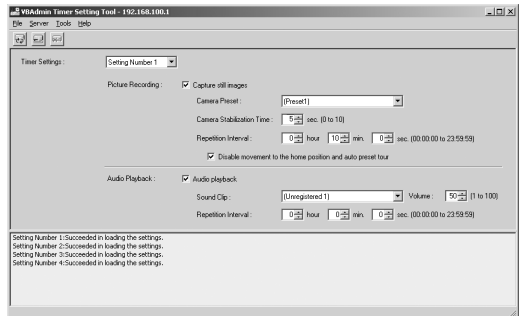 VBAdmin Timer Setting Tool - 192.168.100.1
File Server Tools Help
Timer Settings : Setting Number 1
Picture Recording : Capture still images
Camera Preset : (Preset1)
Camera Stabilization Time : 5 sec. (0 to 10)
Repetition Interval : 0 hour 10 min. 0 sec. (00:00:00 to 23:59:59)
Disable movement to the home position and auto preset tour
Audio Playback : Audio playback
Sound Clip : (Unregistered 1) Volume : 50 (1 to 100)
Repetition Interval : 0 hour 0 min. 0 sec. (00:00:00 to 23:59:59)
Setting Number 1:Succeeded in loading the settings.
Setting Number 2:Succeeded in loading the settings.
Setting Number 3:Succeeded in loading the settings.
Setting Number 4:Succeeded in loading the settings.